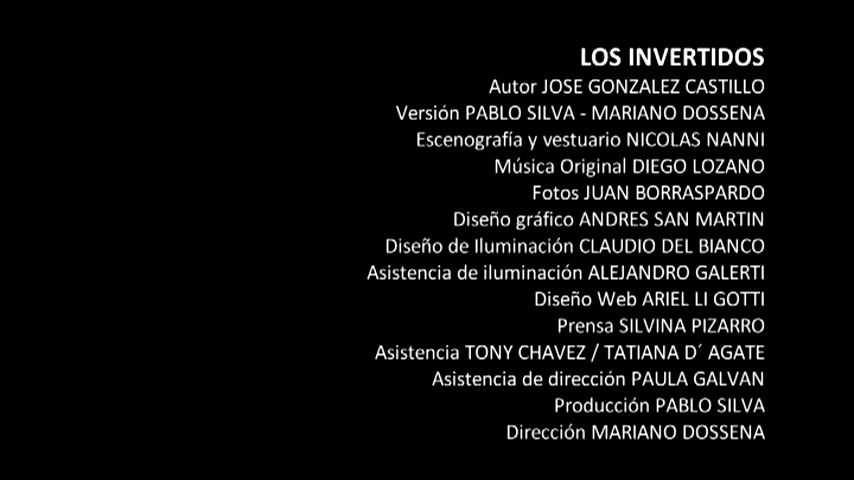 LOS INVERTIDOS
Autor JOSE GONZALEZ CASTILLO
Versión PABLO SILVA - MARIANO DOSSENA
Escenografía y vestuario NICOLAS NANNI
Música Original DIEGO LOZANO
Fotos JUAN BORRASPARDO
Diseño gráfico ANDRES SAN MARTIN
Diseño de Iluminación CLAUDIO DEL BIANCO
Asistencia de iluminación ALEJANDRO GALERTI
Diseño Web ARIEL LI GOTTI
Prensa SILVINA PIZARRO
Asistencia TONY CHAVEZ / TATIANA D´ AGATE
Asistencia de dirección PAULA GALVAN
Producción PABLO SILVA
Dirección MARIANO DOSSENA